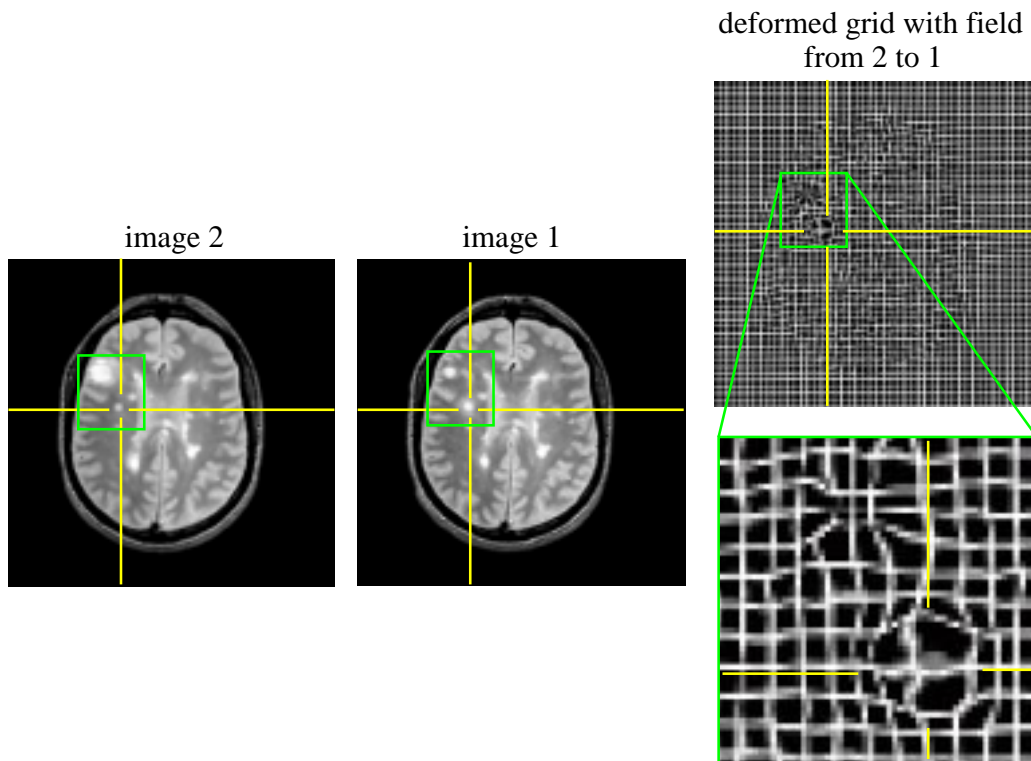 deformed grid with field
from 2 to 1
image 2
image 1